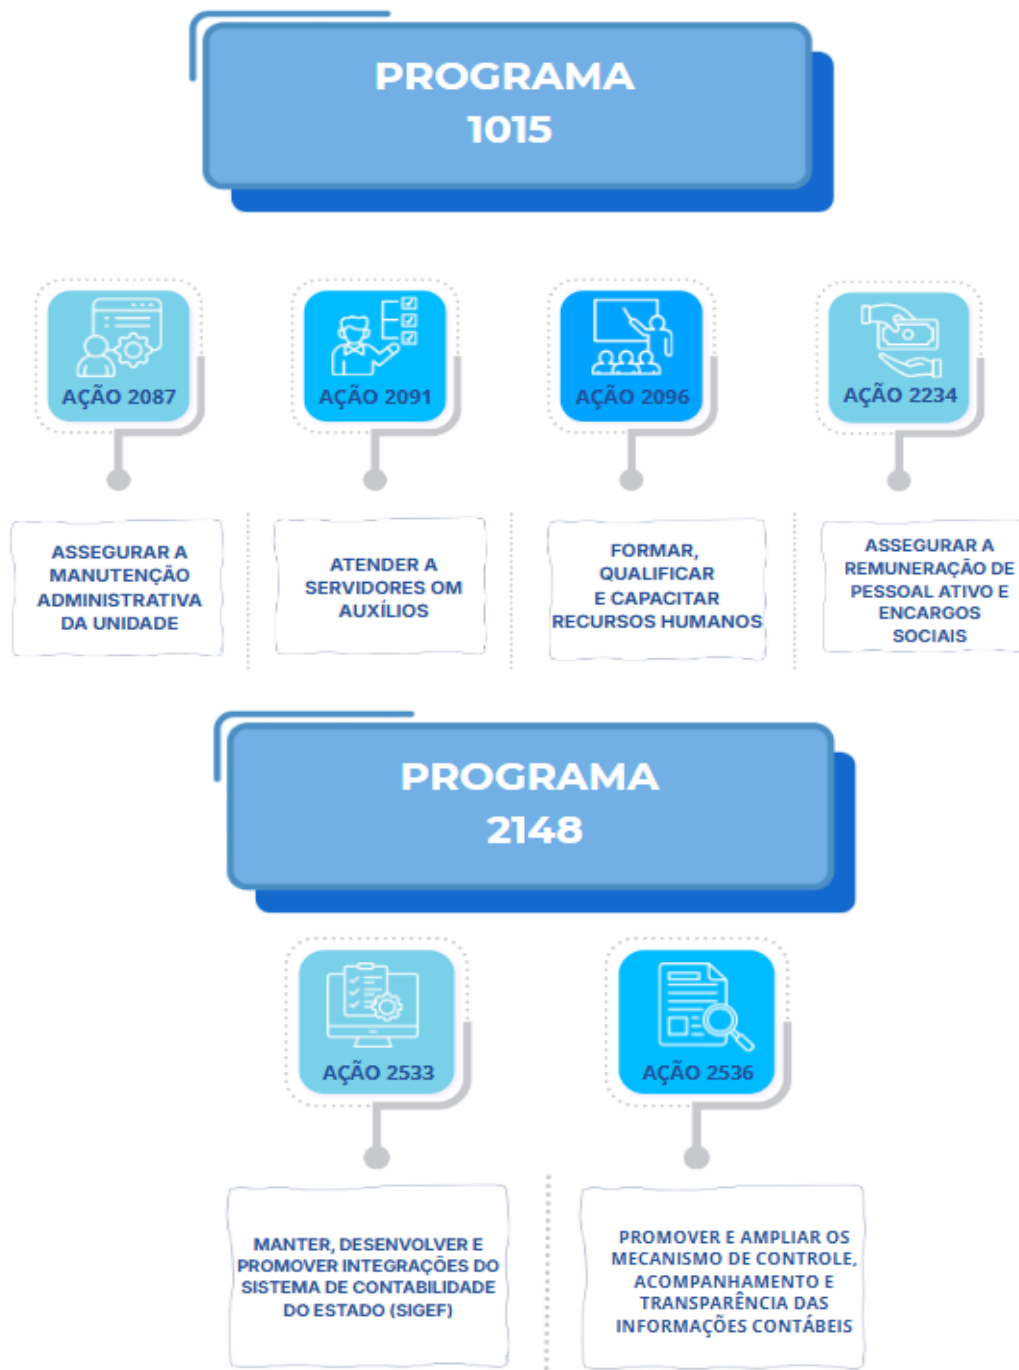 PROGRAMA
1015
AÇÃO 2087
AÇÃO 2091
AÇÃO 2096
AÇÃO 2234
ASSEGURAR A
MANUTENÇÃO
ADMINISTRATIVA
DA UNIDADE
ATENDER A
SERVIDORES OM
AUXÍLIOS
FORMAR,
QUALIFICAR
E CAPACITAR
RECURSOS HUMANOS
ASSEGURAR A
REMUNERAÇÃO DE
PESSOAL ATIVO E
ENCARGOS
SOCIAIS
PROGRAMA
2148
AÇÃO 2533
AÇÃO 2536
MANTER, DESENVOLVER E
PROMOVER INTEGRAÇÕES DO
SISTEMA DE CONTABILIDADE
DO ESTADO (SIGEF)
PROMOVER E AMPLIAR OS
MECANISMO DE CONTROLE,
ACOMPANHAMENTO E
TRANSPARÊNCIA DAS
INFORMAÇÕES CONTÁBEIS